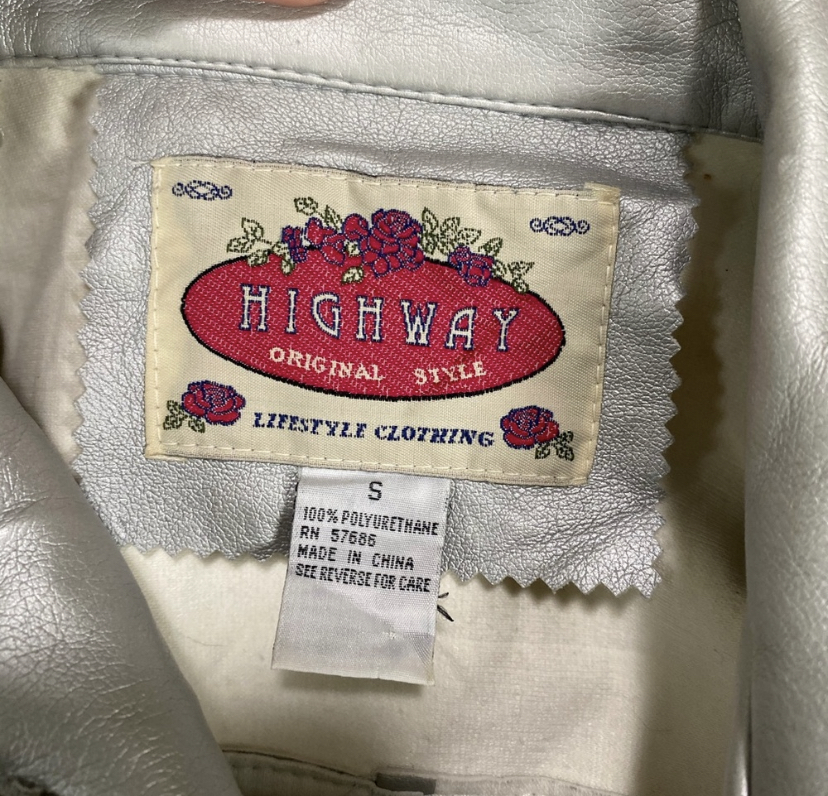 HIGHWAY
ORIGINAL STYLE
LIFESTYLE CLOTHING
S
100% POLYURETHANE
RN 57686
MADE IN CHINA
SEE REVERSE FOR CARE